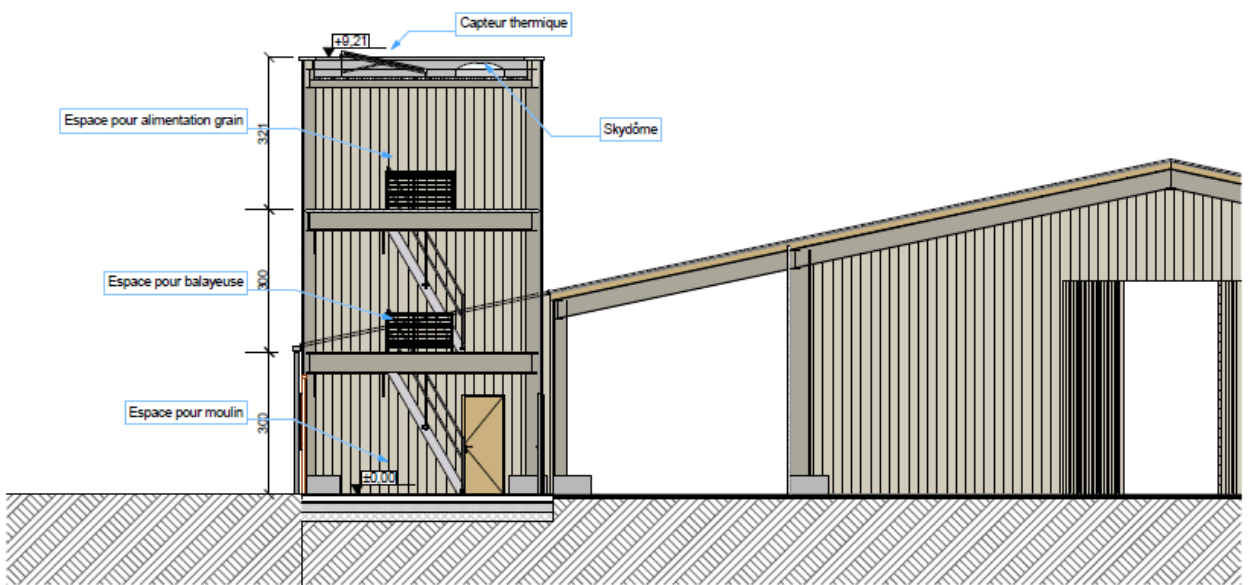 Capteur thermique
+9,21
Espace pour alimentation grain
Skydôme
321
Espace pour balayeuse
300
Espace pour moulin
300
±0,00